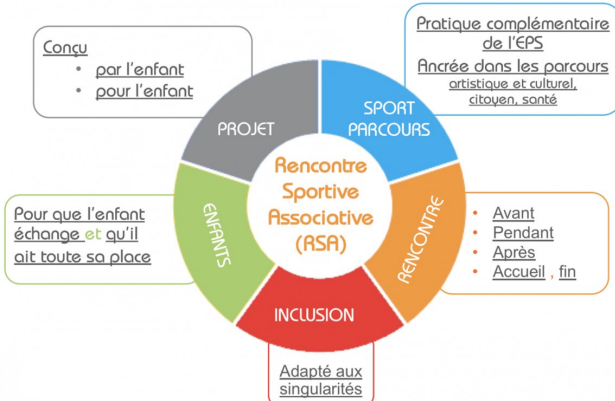 Conçu
• par l'enfant
• pour l'enfant
Pratique complémentaire
de l'EPS
Ancrée dans les parcours
artistique et culturel,
citoyen, santé
PROJET
SPORT
PARCOURS
Rencontre
Sportive
Associative
(RSA)
ENFANTS
RENCONTRE
INCLUSION
Pour que l'enfant
échange et qu'il
ait toute sa place
• Avant
• Pendant
• Après
• Accueil , fin
Adapté aux
singularités